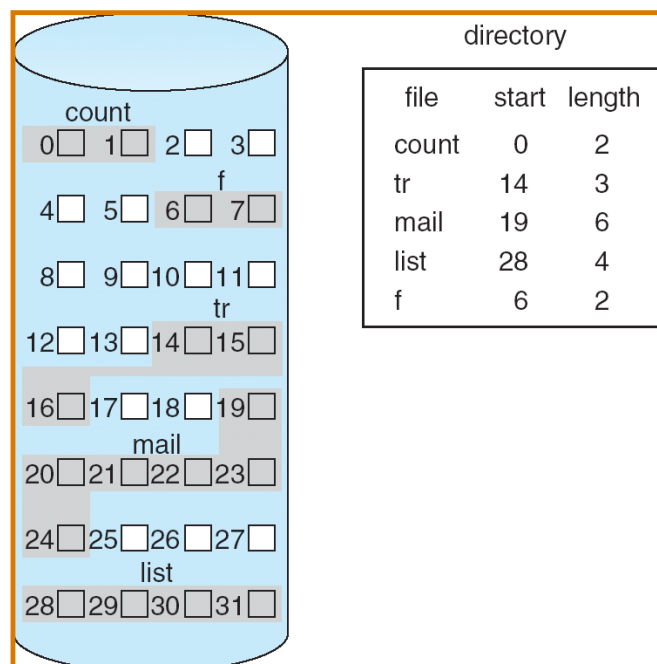 directory
file start length
count 0 2
tr 14 3
mail 19 6
list 28 4
f 6 2
count
0 1 2 3
f
4 5 6 7
8 9 10 11
tr
12 13 14 15
16 17 18 19
mail
20 21 22 23
24 25 26 27
list
28 29 30 31